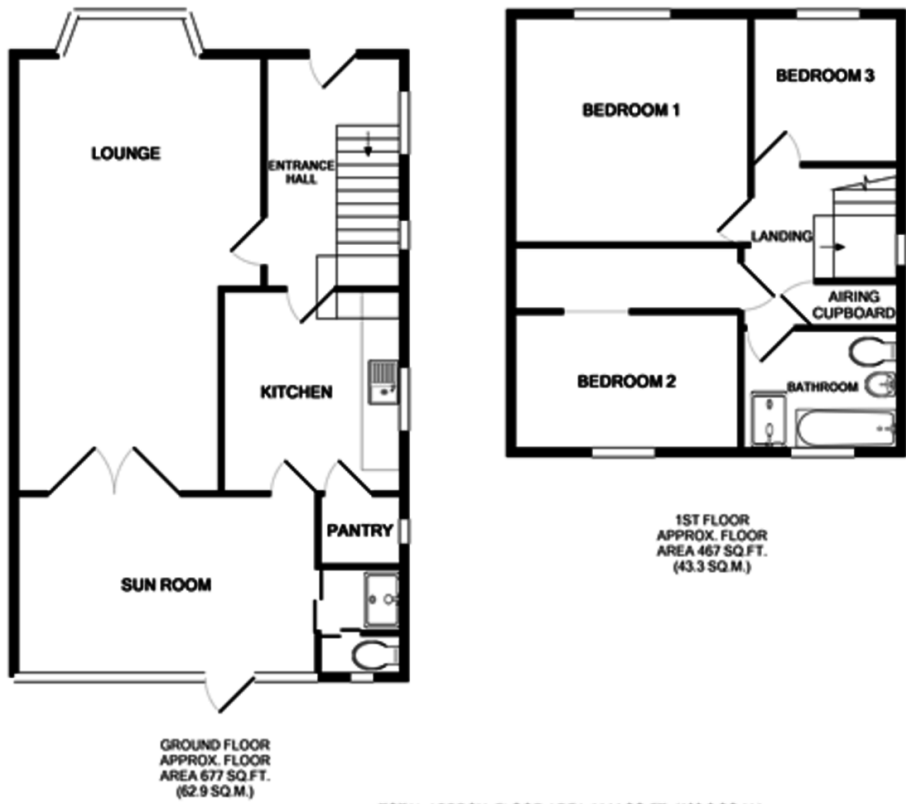 LOUNGE
ENTRANCE
HALL
KITCHEN
PANTRY
SUN ROOM
GROUND FLOOR
APPROX. FLOOR
AREA 677 SQ.FT.
(62.9 SQ.M.)
BEDROOM 1
BEDROOM 3
LANDING
AIRING
CUPBOARD
BEDROOM 2
BATHROOM
1ST FLOOR
APPROX. FLOOR
AREA 467 SQ.FT.
(43.3 SQ.M.)